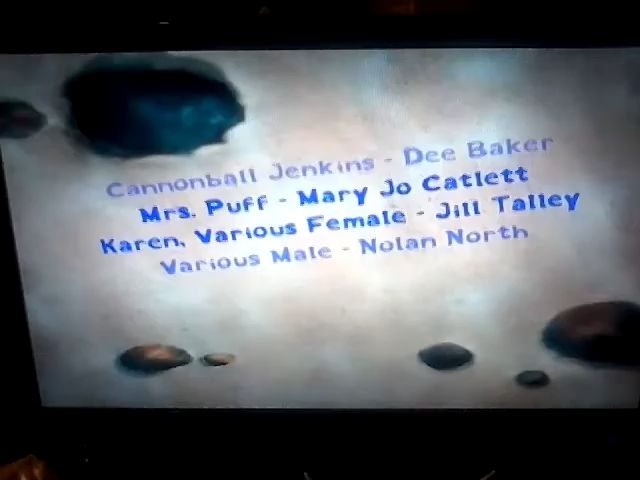 Cannonball Jenkins - Dee Baker
Mrs. Puff - Mary Jo Catlett
Karen, Various Female - Jill Talley
Various Male - Nolan North